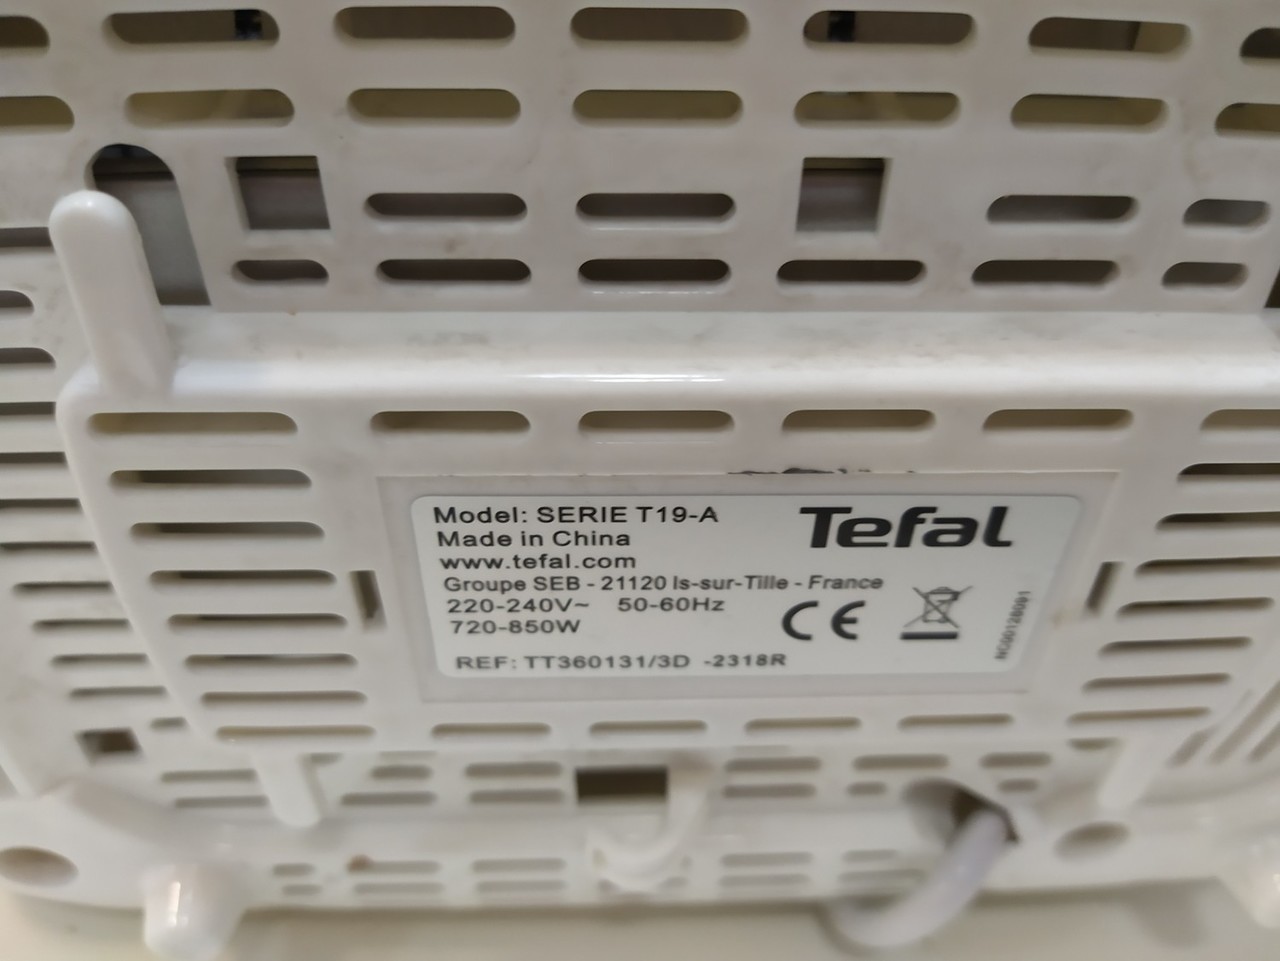 Model: SERIE T19-A
Tefal
Made in China
www.tefal.com
Groupe SEB - 21120 Is-sur-Tille - France
220-240V~ 50-60Hz
720-850W
CE
REF: TT360131/3D -2318R